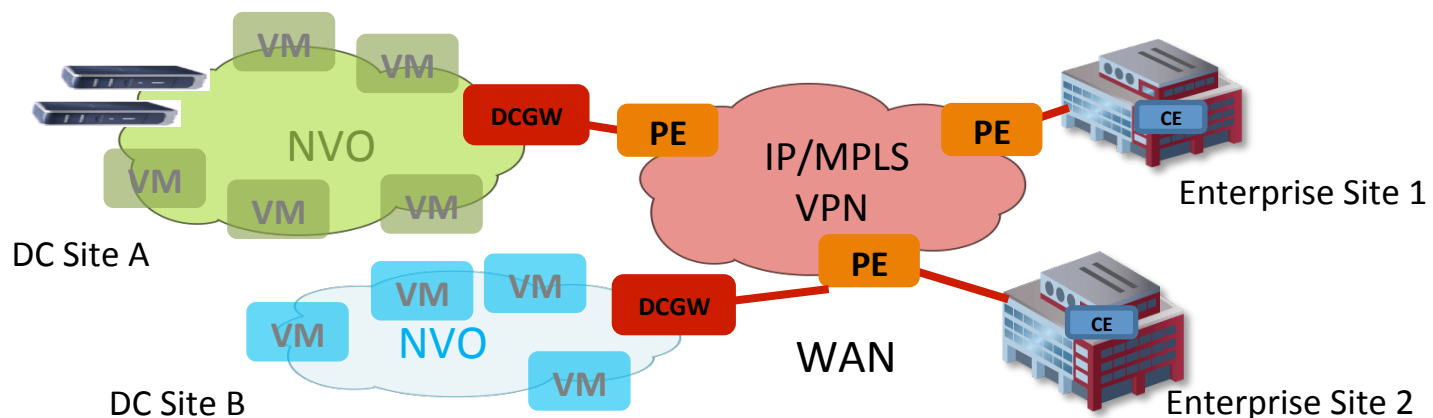 VM
VM
DCGW
PE
PE
CE
NVO
IP/MPLS
VPN
VM
VM
VM
Enterprise Site 1
DC Site A
PE
VM
VM
DCGW
VM
NVO
CE
WAN
VM
DC Site B
Enterprise Site 2